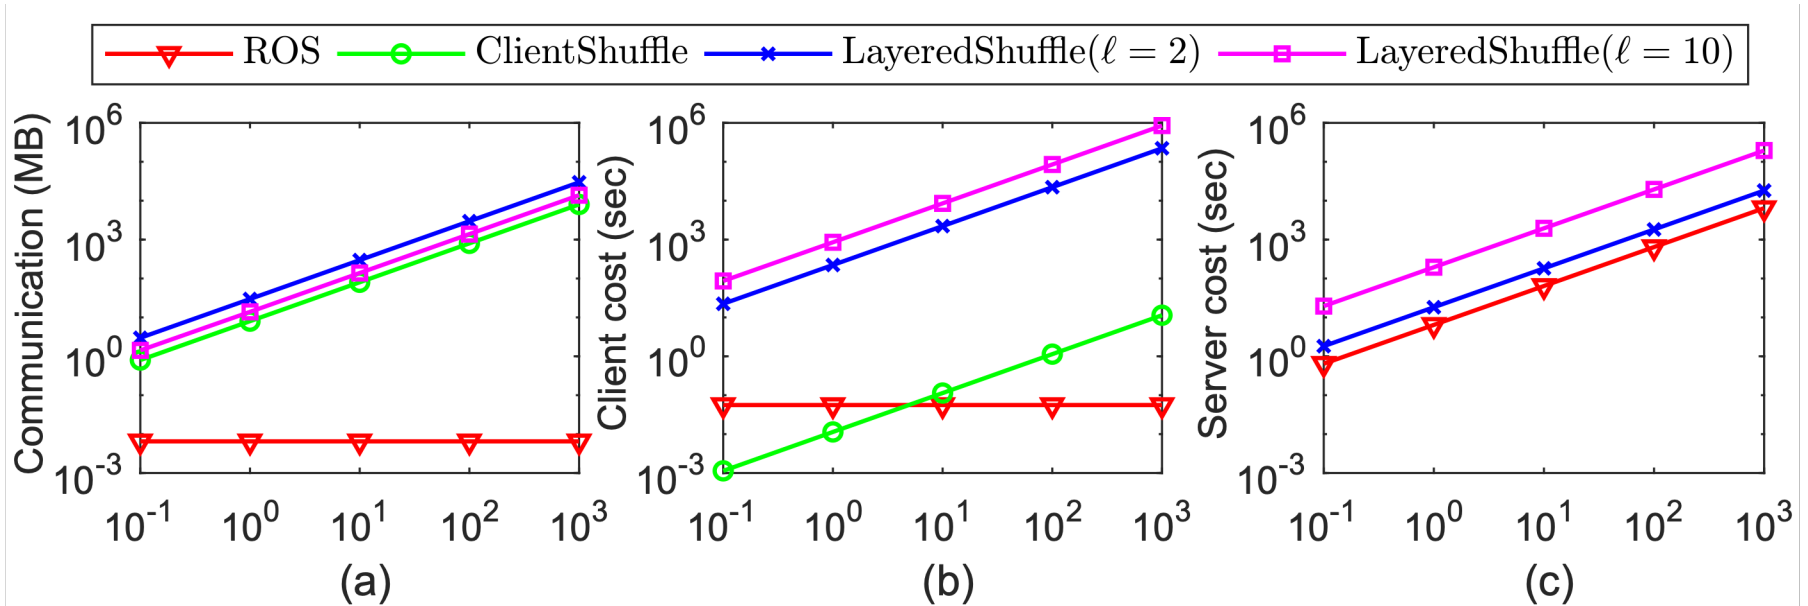 ROS ClientShuffle LayeredShuffle(ℓ = 2) LayeredShuffle(ℓ = 10)
Communication (MB)
10^6
10^3
10^0
10^-3
10^-1 10^0 10^1 10^2 10^3
(a)
Client cost (sec)
10^6
10^3
10^0
10^-3
10^-1 10^0 10^1 10^2 10^3
(b)
Server cost (sec)
10^6
10^3
10^0
10^-3
10^-1 10^0 10^1 10^2 10^3
(c)